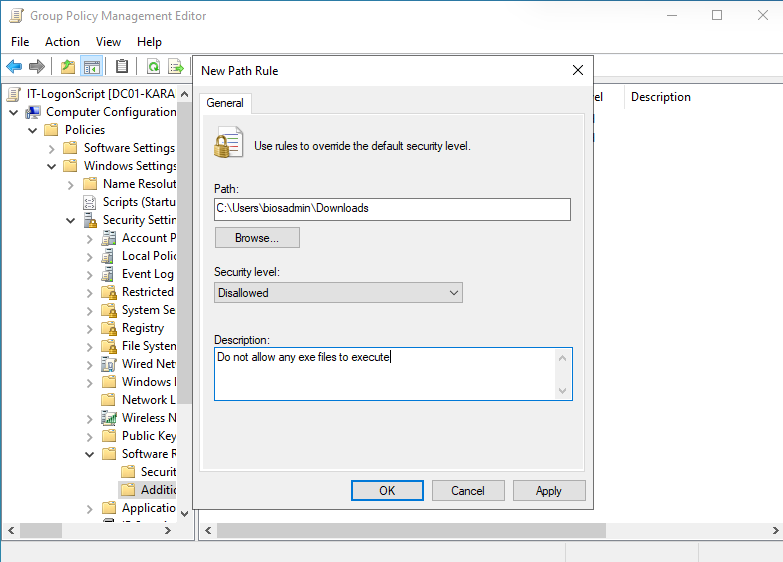 Group Policy Management Editor
File Action View Help
IT-LogonScript [DC01-KARA
Computer Configuration
Policies
Software Settings
Windows Settings
Name Resolut
Scripts (Startu
Security Settin
Account P
Local Polic
Event Log
Restricted
System Se
Registry
File System
Wired Net
Windows
Network L
Wireless N
Public Key
Software R
Securit
Additio
Applicatio
New Path Rule
General
Use rules to override the default security level.
Path:
C:\Users\biosadmin\Downloads
Browse...
Security level:
Disallowed
Description:
Do not allow any exe files to execute
OK Cancel Apply
el Description